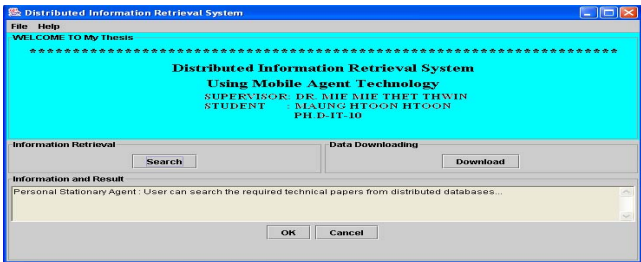 Distributed Information Retrieval System
File Help
WELCOME TO My Thesis
******************************************************************************
Distributed Information Retrieval System
Using Mobile Agent Technology
SUPERVISOR: DR. MIE MIE THET THWIN
STUDENT : MAUNG HTOON HTOON
PH.D-IT-10
Information Retrieval Data Downloading
Search Download
Information and Result
Personal Stationary Agent : User can search the required technical papers from distributed databases...
OK Cancel